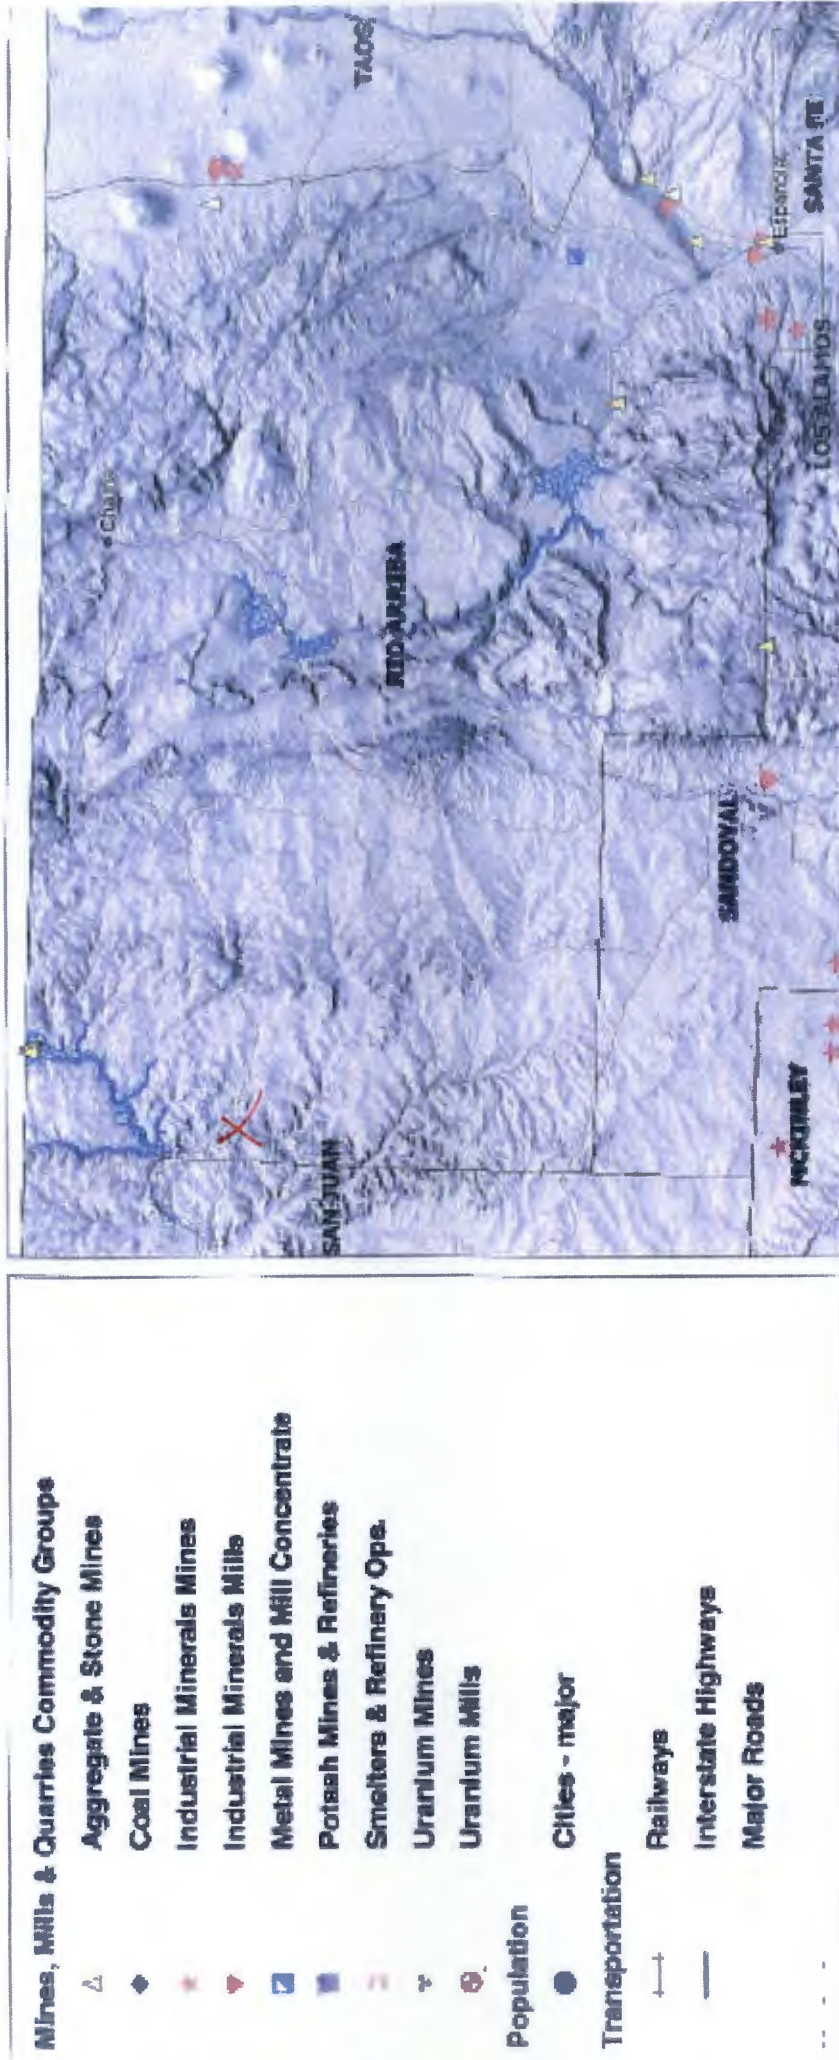 Mines, Mills & Quarries Commodity Groups
Aggregate & Stone Mines
Coal Mines
Industrial Minerals Mines
Industrial Minerals Mills
Metal Mines and Mill Concentrate
Potash Mines & Refineries
Smelters & Refinery Ops.
Uranium Mines
Uranium Mills
Population
Cities - major
Transportation
Railways
Interstate Highways
Major Roads
SAN JUAN
MCKINLEY
SANDOVAL
RIO ARRIBA
Chama
LOS ALAMOS
Espanola
SANTA FE
TAOS